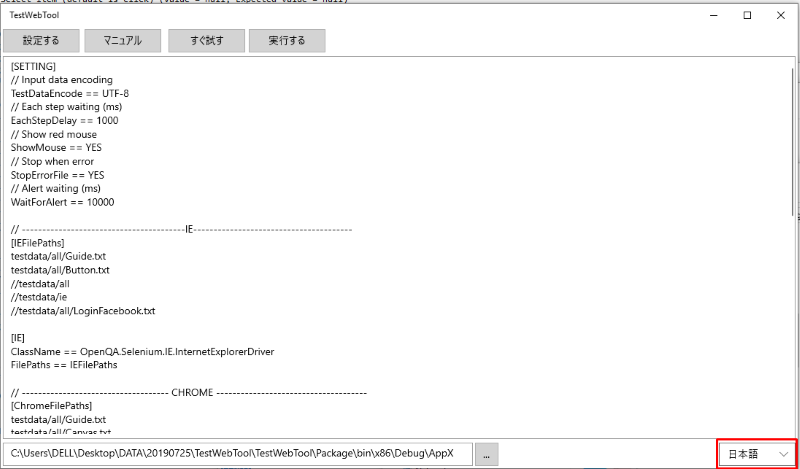 Select item (default is click) (Value = null, Expected value = null)
TestWebTool
設定する
マニュアル
すぐ試す
実行する
[SETTING]
// Input data encoding
TestDataEncode == UTF-8
// Each step waiting (ms)
EachStepDelay == 1000
// Show red mouse
ShowMouse == YES
// Stop when error
StopErrorFile == YES
// Alert waiting (ms)
WaitForAlert == 10000
// ----------------------------------------IE---------------------------------------
[IEFilePaths]
testdata/all/Guide.txt
testdata/all/Button.txt
//testdata/all
//testdata/ie
//testdata/all/LoginFacebook.txt
[IE]
ClassName == OpenQA.Selenium.IE.InternetExplorerDriver
FilePaths == IEFilePaths
// ------------------------------------ CHROME -------------------------------------
[ChromeFilePaths]
testdata/all/Guide.txt
testdata/all/Canvas.txt
C:\Users\DELL\Desktop\DATA\20190725\TestWebTool\TestWebTool\Package\bin\x86\Debug\AppX
...
日本語